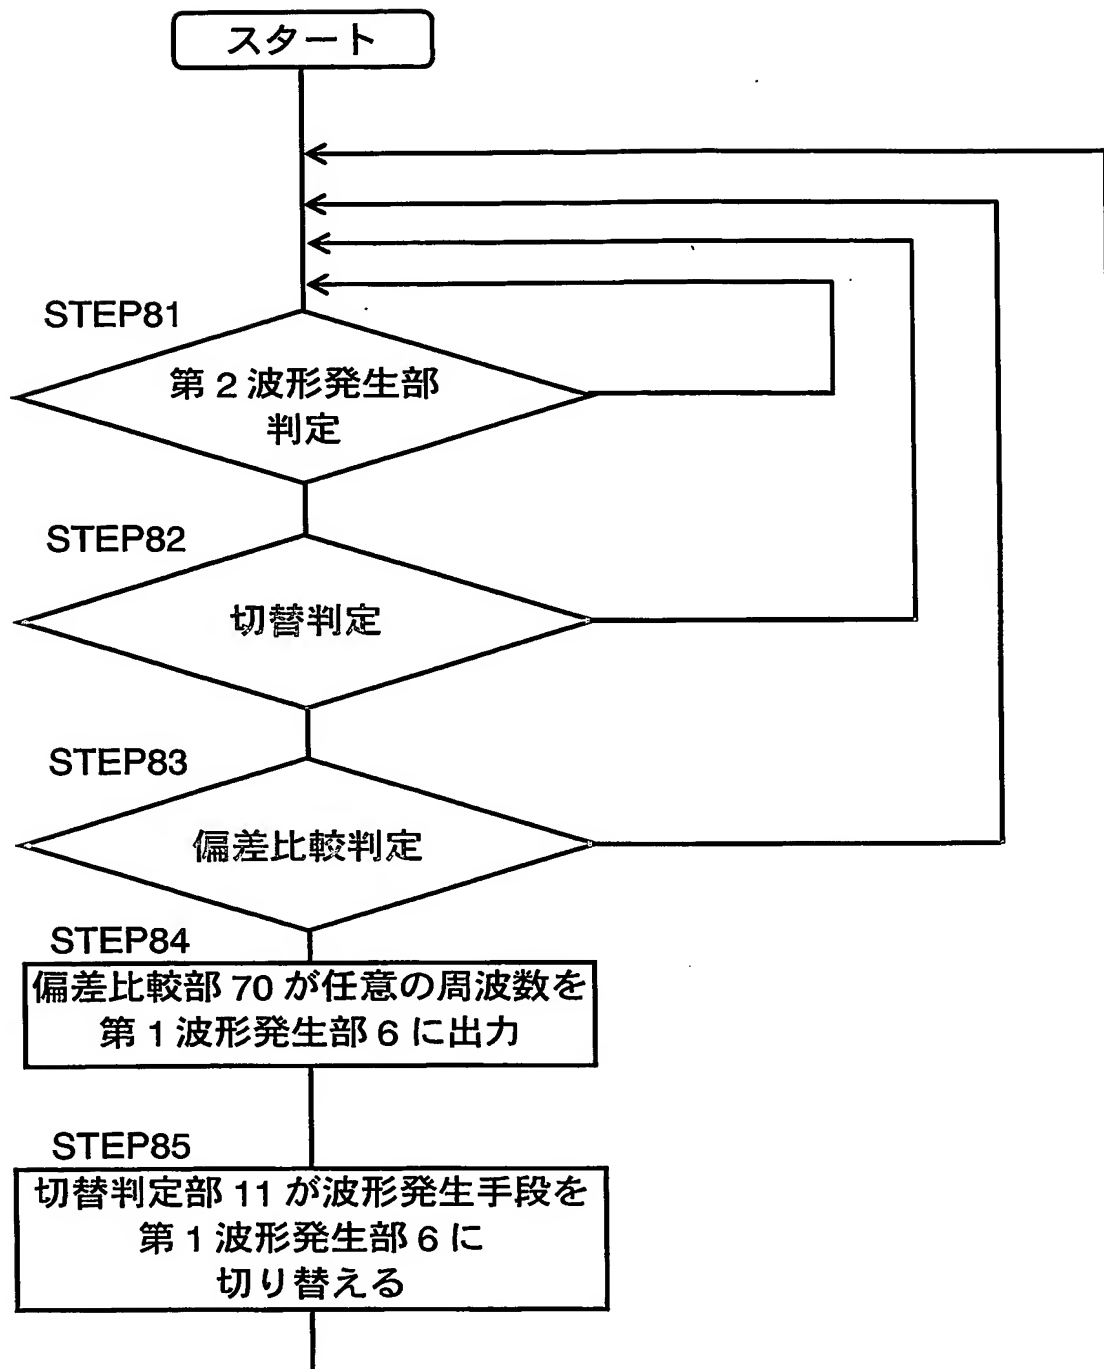 スタート
STEP81
第2波形発生部
判定
STEP82
切替判定
STEP83
偏差比較判定
STEP84
偏差比較部 70 が任意の周波数を
第1波形発生部 6 に出力
STEP85
切替判定部 11 が波形発生手段を
第1波形発生部 6 に
切り替える